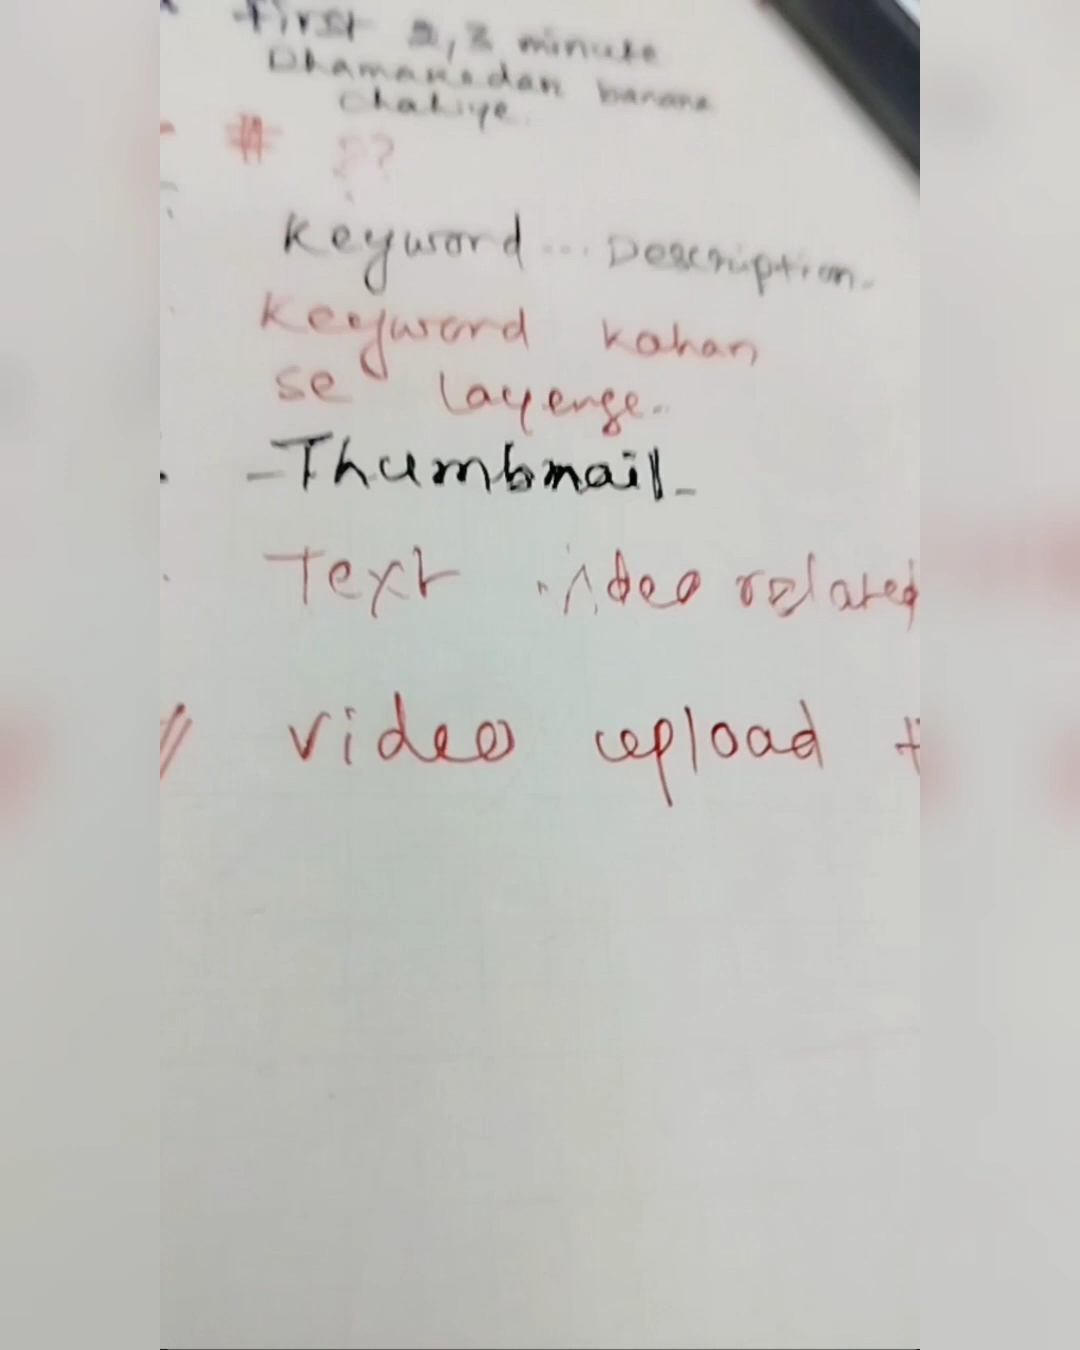 First 2,3 minute
Dhamakedar banana
chahiye.
# ??
Keyword... Description.
Keyword kahan
se layenge..
- Thumbnail -
Text video related
// video upload